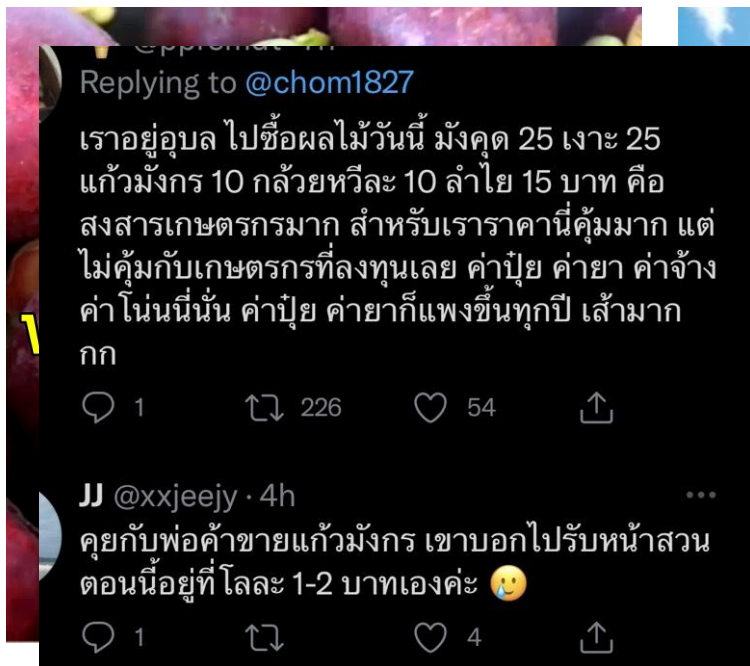 Replying to @chom1827
เราอยู่อุบล ไปซื้อผลไม้วันนี้ มังคุด 25 เงาะ 25
แก้วมังกร 10 กล้วยหวีละ 10 ลำไย 15 บาท คือ
สงสารเกษตรกรมาก สำหรับเราราคานี่คุ้มมาก แต่
ไม่คุ้มกับเกษตรกรที่ลงทุนเลย ค่าปุ๋ย ค่ายา ค่าจ้าง
ค่าโน่นนี่นั่น ค่าปุ๋ย ค่ายาก็แพงขึ้นทุกปี เส้ามาก
กก
1 226 54
JJ @xxjeejy · 4h
คุยกับพ่อค้าขายแก้วมังกร เขาบอกไปรับหน้าสวน
ตอนนี้อยู่ที่โลละ 1-2 บาทเองค่ะ 🥲
1 4